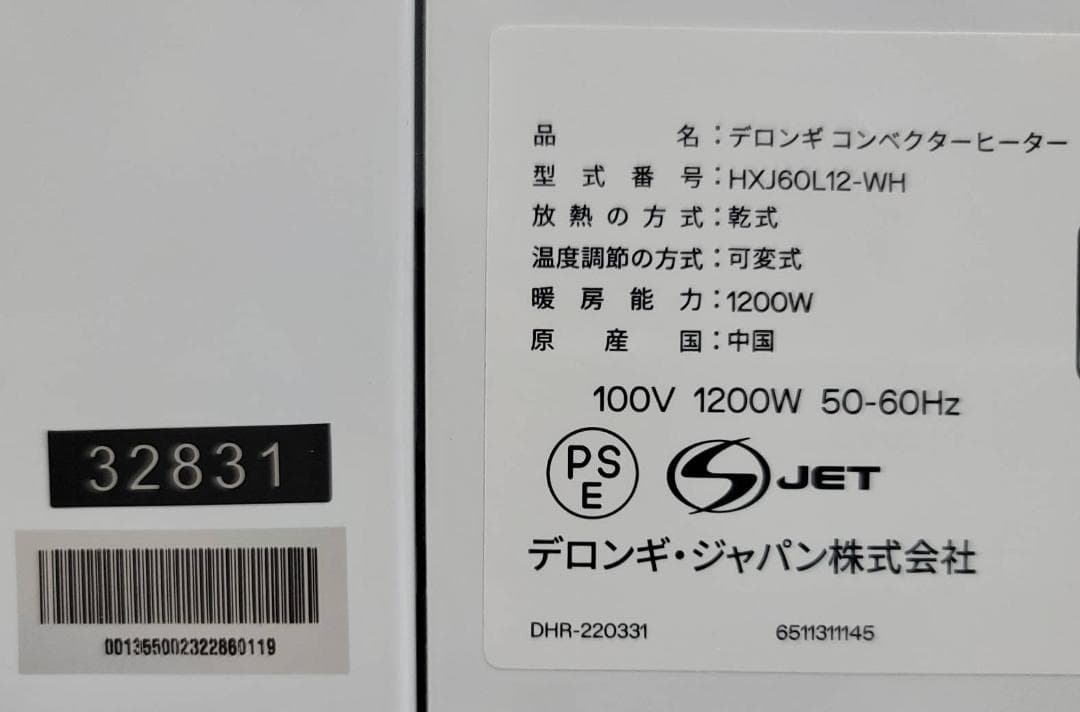 品名：デロンギ コンベクターヒーター
型式番号：HXJ60L12-WH
放熱の方式：乾式
温度調節の方式：可変式
暖房能力：1200W
原産国：中国
100V 1200W 50-60Hz
PSE
S JET
デロンギ・ジャパン株式会社
DHR-220331 6511311145
32831
001355002322860119